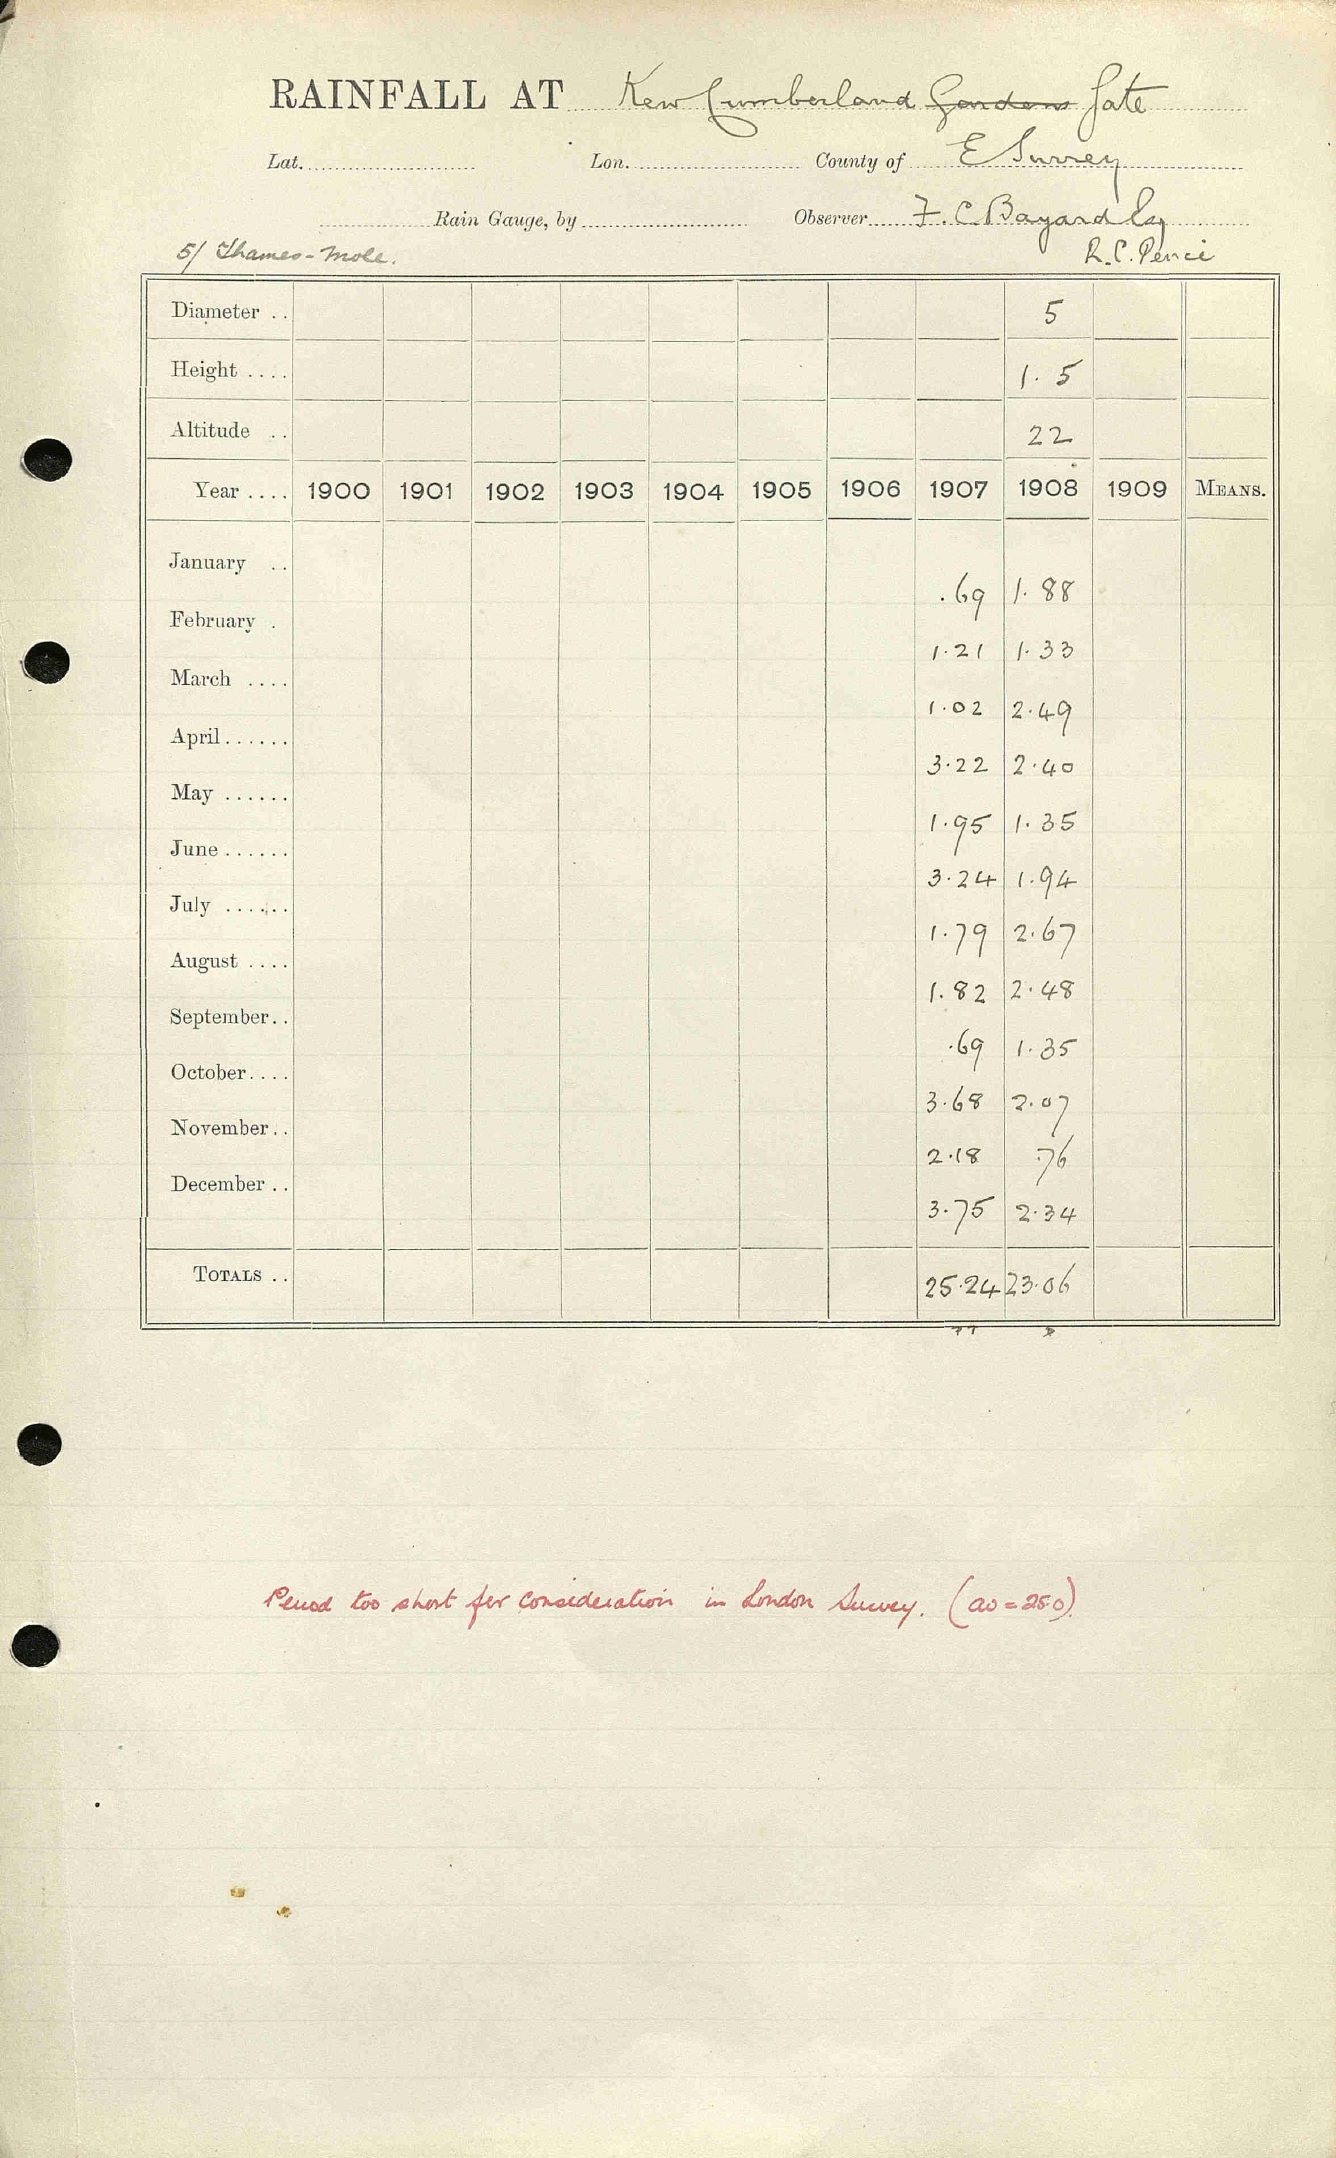 RAINFALL AT Kew Cumberland Gardens Gate
Lat. Lon. County of E Surrey
Rain Gauge, by Observer F. C. Bayard Esq
5/ Thames-Mole. R. C. Pence
Diameter .. 5
Height .... 1.5
Altitude .. 22
Year .... 1900 1901 1902 1903 1904 1905 1906 1907 1908 1909 MEANS.
January .. .69 1.88
February . 1.21 1.33
March .... 1.02 2.49
April...... 3.22 2.40
May ...... 1.95 1.35
June ...... 3.24 1.94
July ...... 1.79 2.67
August .... 1.82 2.48
September.. .69 1.35
October.... 3.68 2.07
November.. 2.18 .76
December .. 3.75 2.34
TOTALS .. 25.24 23.06
Period too short for consideration in London Survey. (av = 25.0)